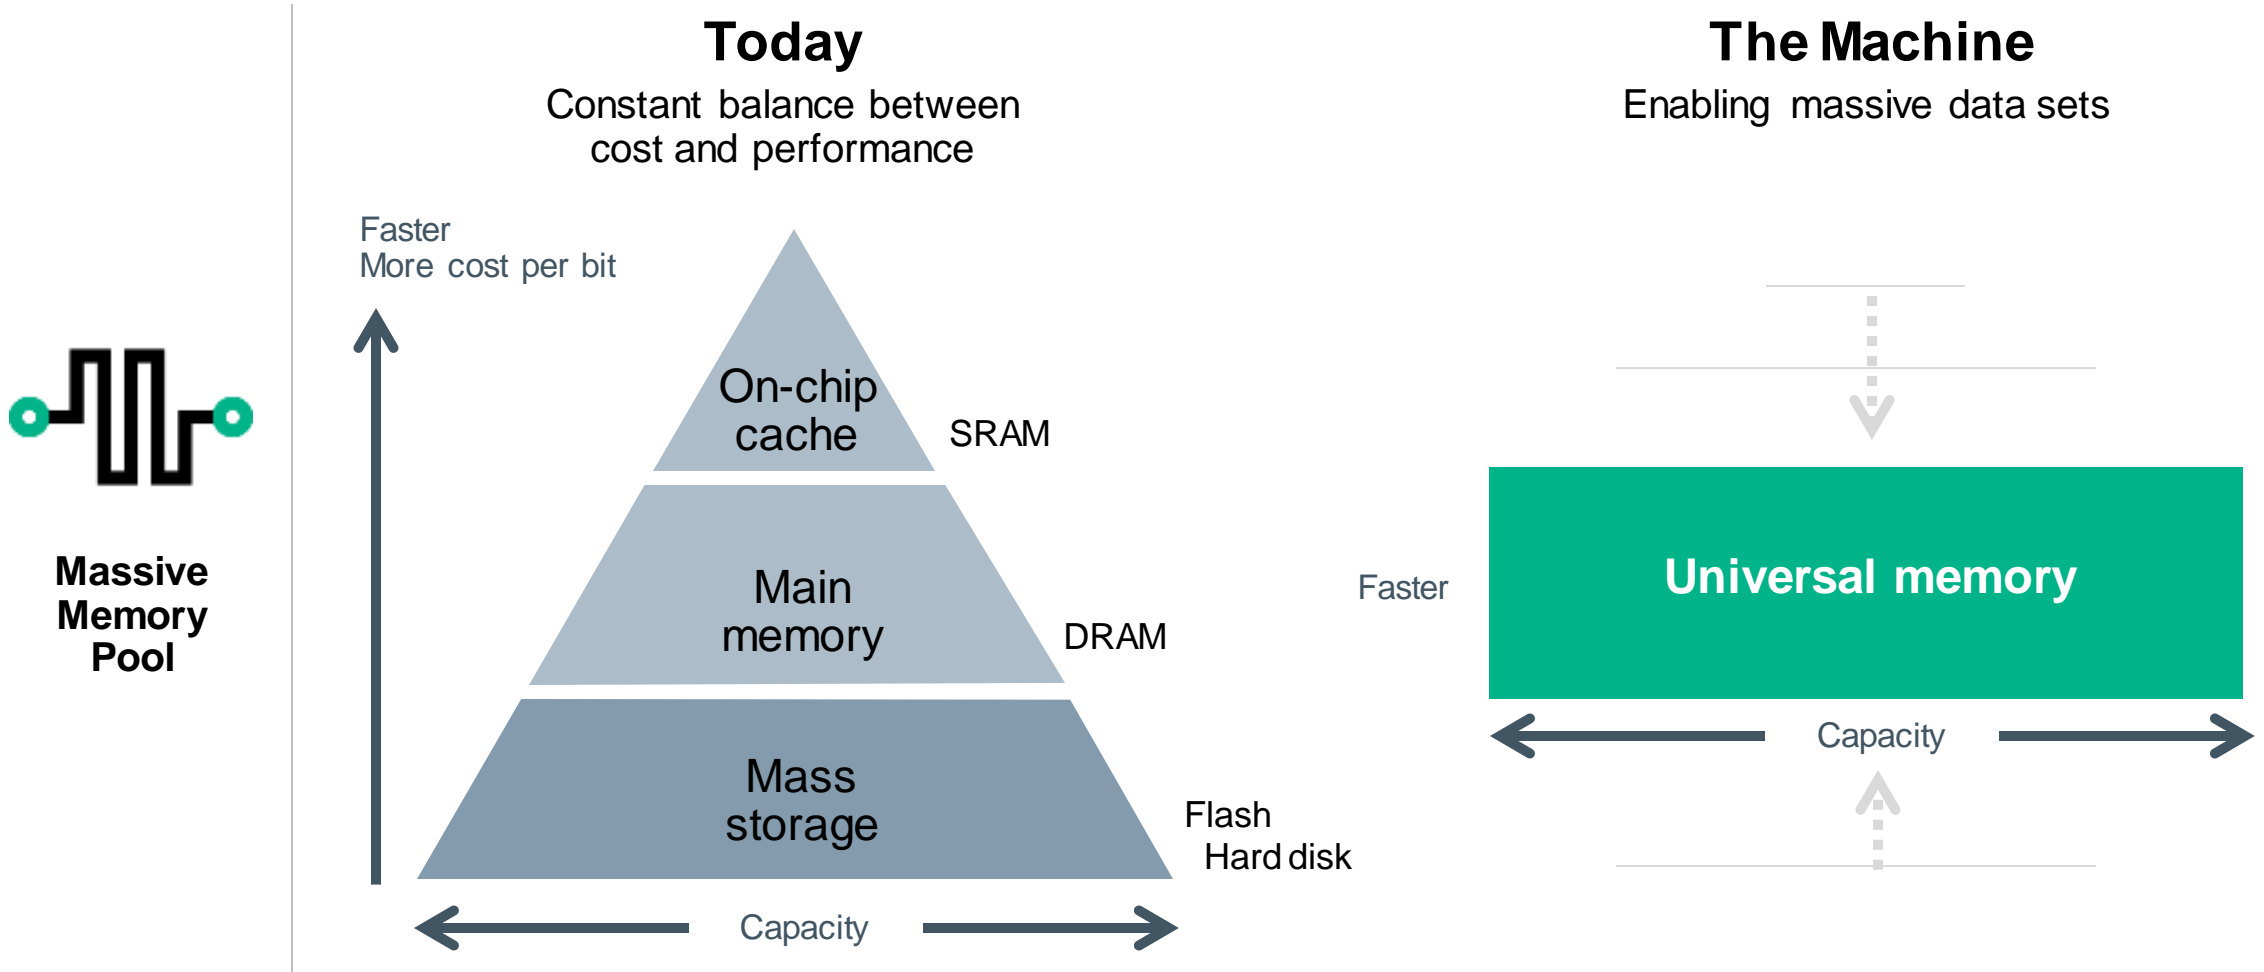 Massive
Memory
Pool
Today
Constant balance between
cost and performance
Faster
More cost per bit
On-chip
cache
SRAM
Main
memory
DRAM
Mass
storage
Flash
Hard disk
Capacity
The Machine
Enabling massive data sets
Faster
Universal memory
Capacity